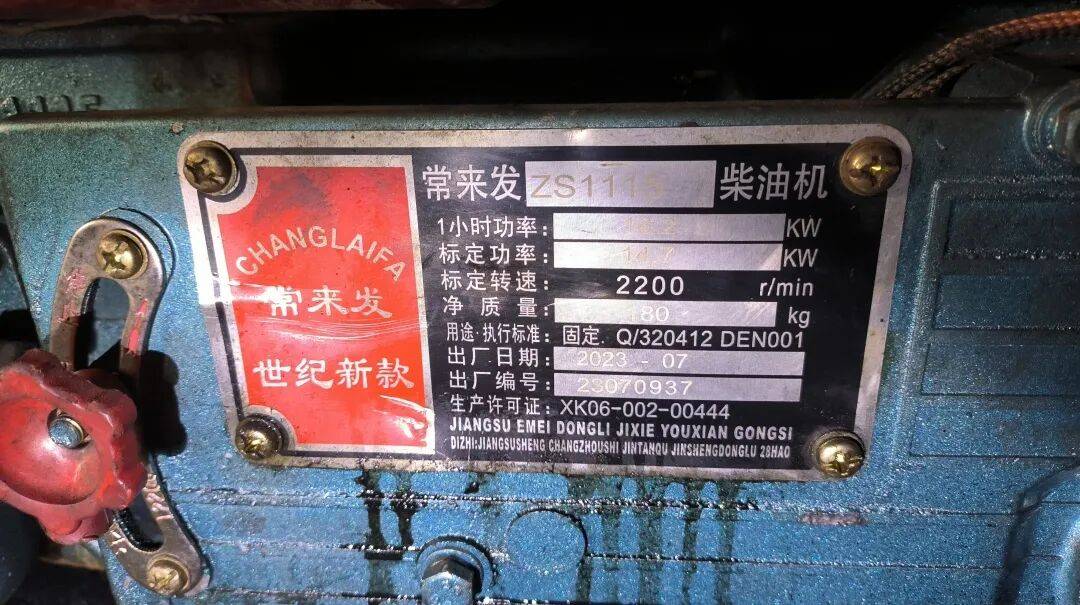 CHANGLAIFA
常来发
世纪新款
常来发 ZS1115 柴油机
1小时功率: KW
标定功率: 14.7 KW
标定转速: 2200 r/min
净质量: 180 kg
用途·执行标准: 固定. Q/320412 DEN001
出厂日期: 2023 - 07
出厂编号: 23070937
生产许可证: XK06-002-00444
JIANGSU EMEI DONGLI JIXIE YOUXIAN GONGSI
DIZHI:JIANGSUSHENG CHANGZHOUSHI JINTANQU JINSHENGDONGLU 28HAO